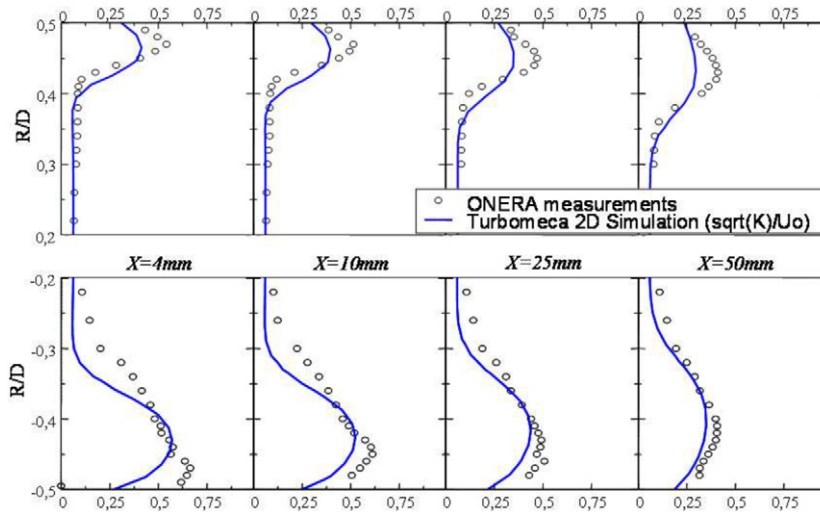 0 0,25 0,5 0,75 0 0,25 0,5 0,75 0 0,25 0,5 0,75 0 0,25 0,5 0,75
0,5
0,4
R/D
0,3
0,2
ONERA measurements
Turbomeca 2D Simulation (sqrt(K)/Uo)
X=4mm X=10mm X=25mm X=50mm
-0,2
-0,3
R/D
-0,4
-0,5
0 0,25 0,5 0,75 0 0,25 0,5 0,75 0 0,25 0,5 0,75 0 0,25 0,5 0,75